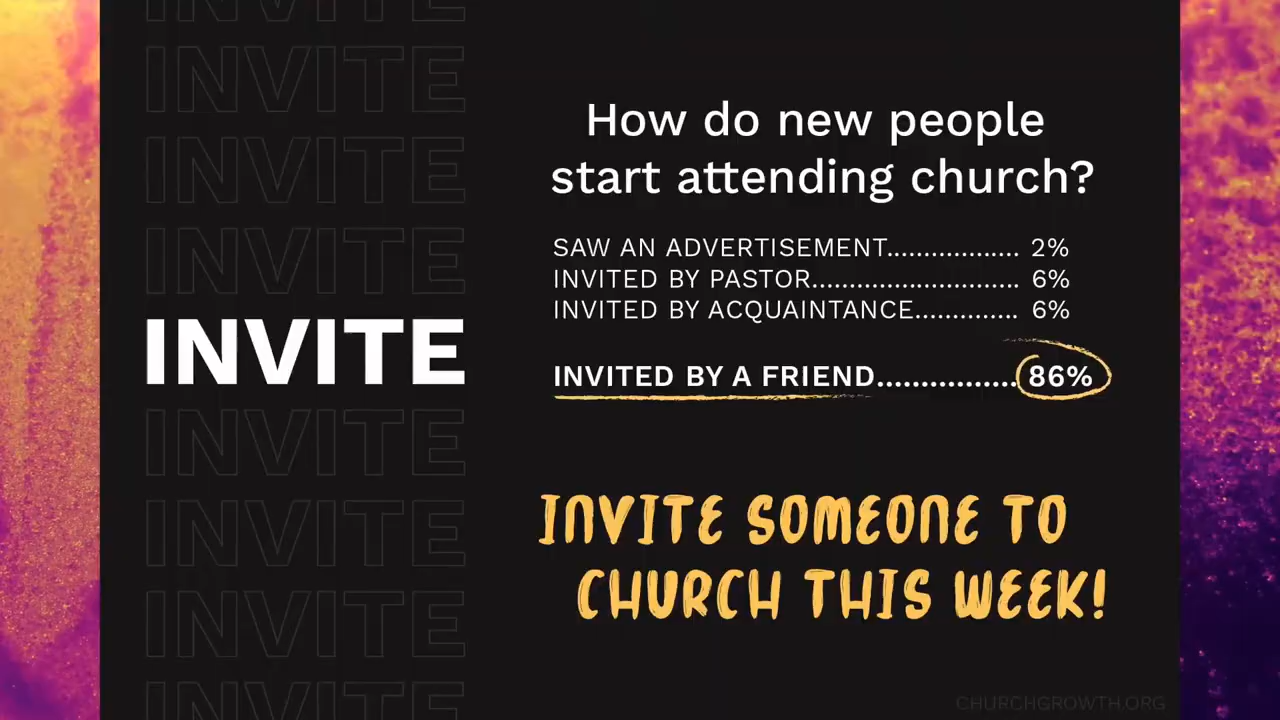 INVITE
INVITE
INVITE
INVITE
INVITE
INVITE
INVITE
INVITE
INVITE
How do new people
start attending church?
SAW AN ADVERTISEMENT.................. 2%
INVITED BY PASTOR............................. 6%
INVITED BY ACQUAINTANCE.............. 6%
INVITED BY A FRIEND................. 86%
INVITE SOMEONE TO
CHURCH THIS WEEK!
CHURCHGROWTH.ORG